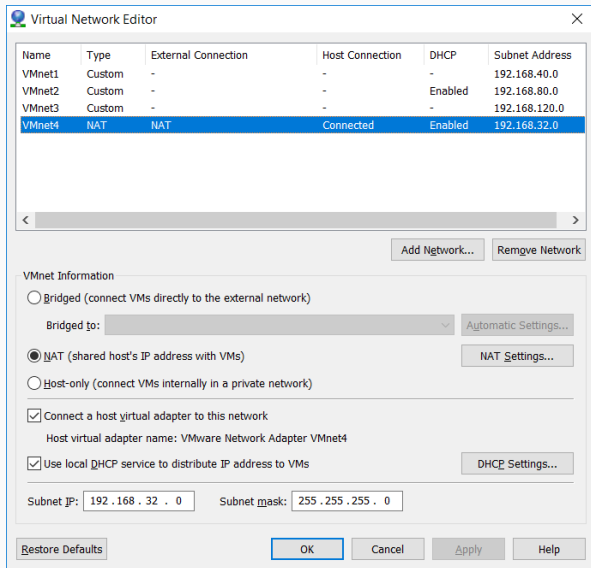 Virtual Network Editor
Name Type External Connection Host Connection DHCP Subnet Address
VMnet1 Custom - - - 192.168.40.0
VMnet2 Custom - - Enabled 192.168.80.0
VMnet3 Custom - - - 192.168.120.0
VMnet4 NAT NAT Connected Enabled 192.168.32.0
Add Network... Remove Network
VMnet Information
Bridged (connect VMs directly to the external network)
Bridged to: Automatic Settings...
NAT (shared host's IP address with VMs) NAT Settings...
Host-only (connect VMs internally in a private network)
Connect a host virtual adapter to this network
Host virtual adapter name: VMware Network Adapter VMnet4
Use local DHCP service to distribute IP address to VMs DHCP Settings...
Subnet IP: 192 . 168 . 32 . 0 Subnet mask: 255 . 255 . 255 . 0
Restore Defaults OK Cancel Apply Help